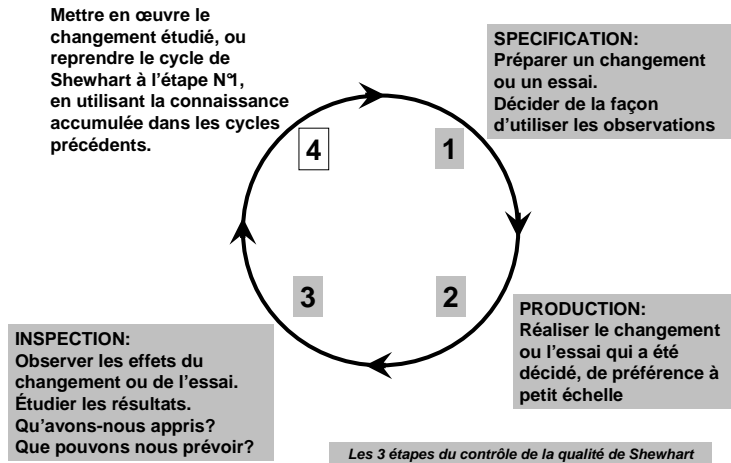 Mettre en œuvre le
changement étudié, ou
reprendre le cycle de
Shewhart à l'étape N°1,
en utilisant la connaissance
accumulée dans les cycles
précédents.
SPECIFICATION:
Préparer un changement
ou un essai.
Décider de la façon
d'utiliser les observations
4
1
3
2
PRODUCTION:
Réaliser le changement
ou l'essai qui a été
décidé, de préférence à
petit échelle
INSPECTION:
Observer les effets du
changement ou de l'essai.
Étudier les résultats.
Qu'avons-nous appris?
Que pouvons nous prévoir?
Les 3 étapes du contrôle de la qualité de Shewhart